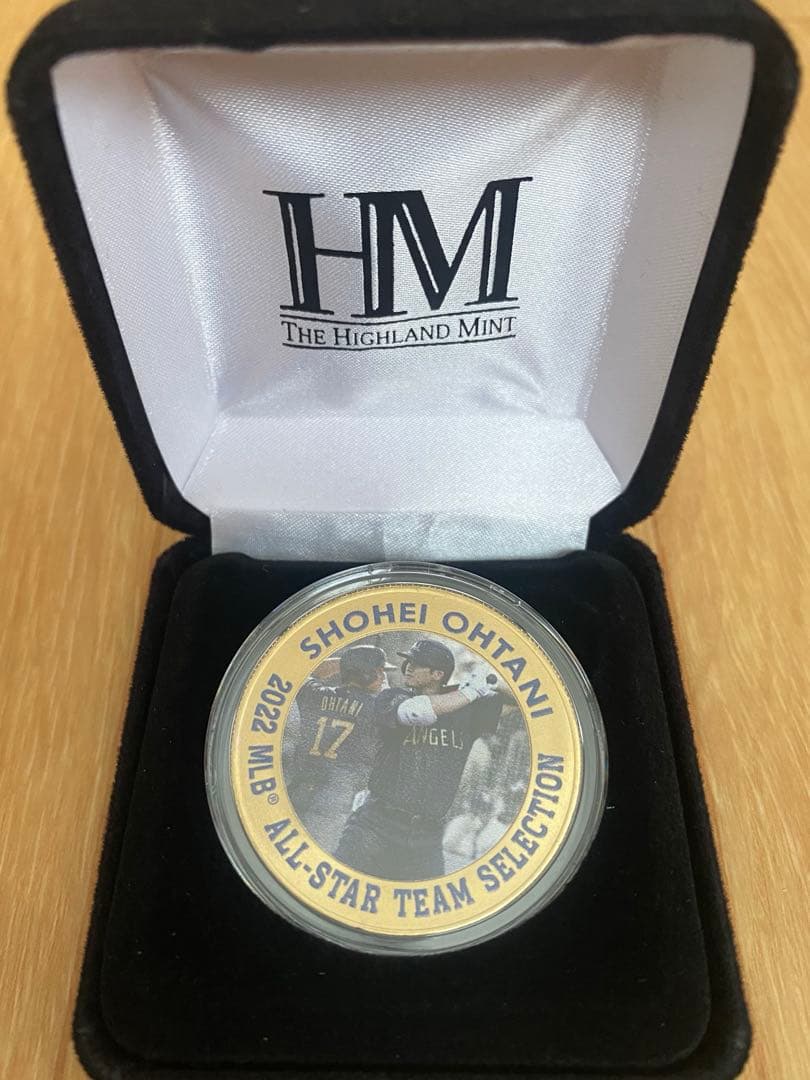 HM
THE HIGHLAND MINT
SHOHEI OHTANI
2022 MLB® ALL-STAR TEAM SELECTION
OHTANI
17
ANGELS